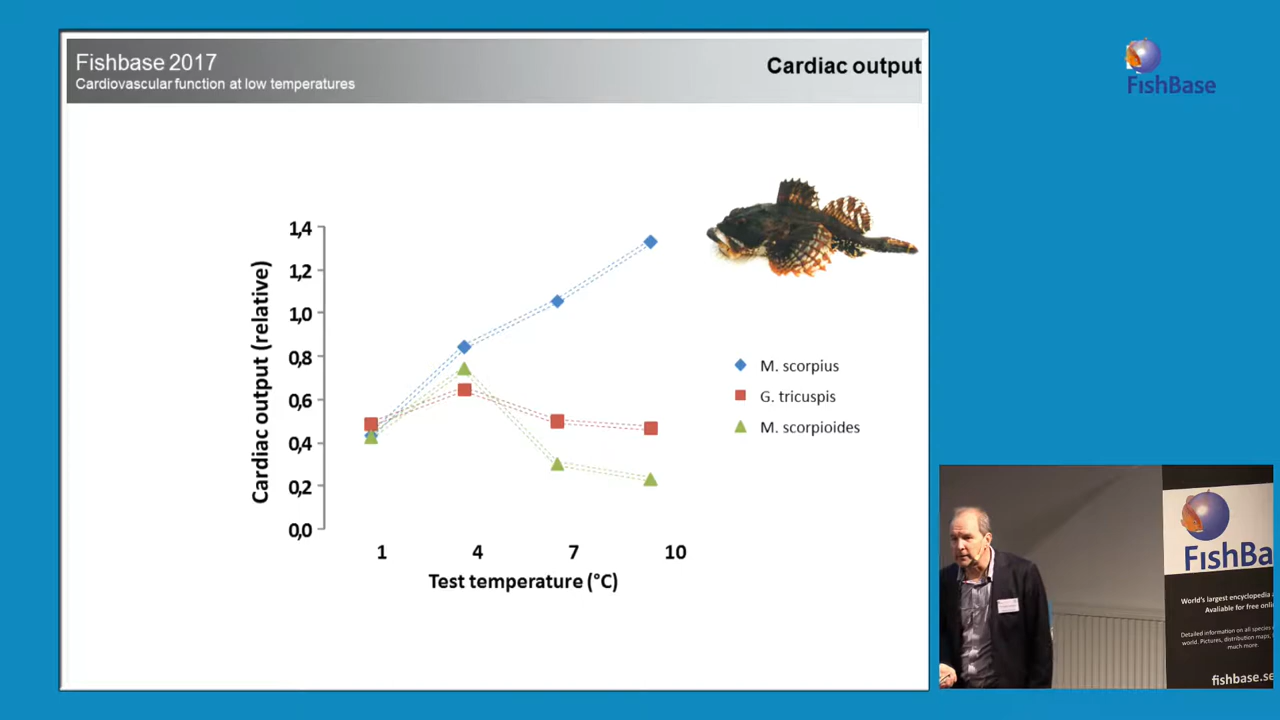 Fishbase 2017
Cardiovascular function at low temperatures
Cardiac output
FishBase
1,4
1,2
1,0
0,8
0,6
0,4
0,2
0,0
Cardiac output (relative)
1 4 7 10
Test temperature (°C)
M. scorpius
G. tricuspis
M. scorpioides
FishBa
World's largest encyclopedia
Avaliable for free onli
Detailed information on all species
world. Pictures, distribution maps,
much more.
fishbase.se